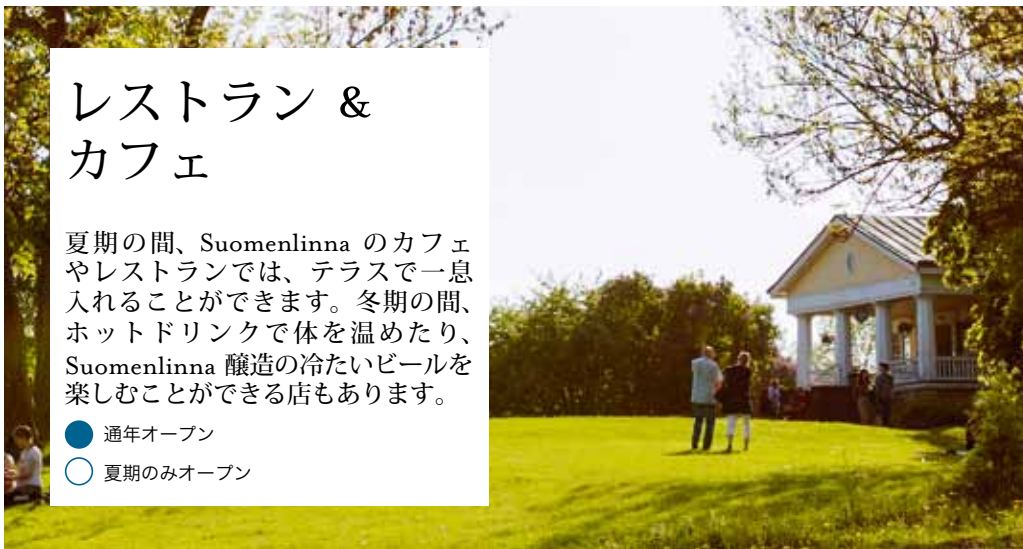 レストラン &
カフェ
夏期の間、Suomenlinna のカフェ
やレストランでは、テラスで一息
入れることができます。冬期の間、
ホットドリンクで体を温めたり、
Suomenlinna 醸造の冷たいビールを
楽しむことができる店もあります。
通年オープン
夏期のみオープン